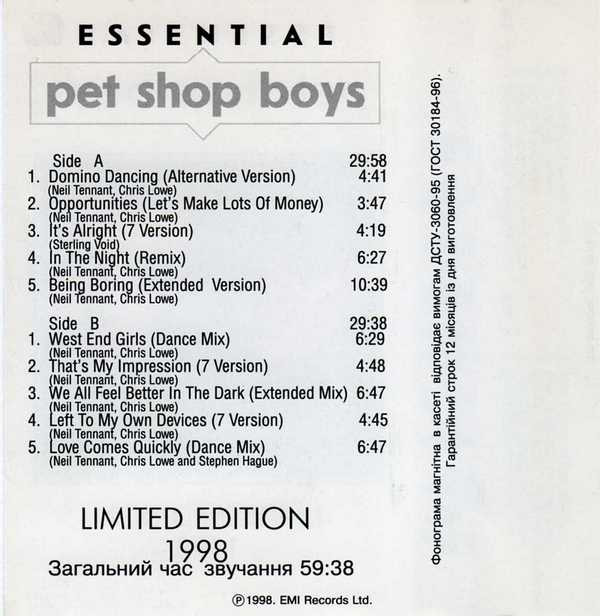 ESSENTIAL
pet shop boys
Side A 29:58
1. Domino Dancing (Alternative Version) 4:41
(Neil Tennant, Chris Lowe)
2. Opportunities (Let's Make Lots Of Money) 3:47
(Neil Tennant, Chris Lowe)
3. It's Alright (7 Version) 4:19
(Sterling Void)
4. In The Night (Remix) 6:27
(Neil Tennant, Chris Lowe)
5. Being Boring (Extended Version) 10:39
(Neil Tennant, Chris Lowe)
Side B 29:38
1. West End Girls (Dance Mix) 6:29
(Neil Tennant, Chris Lowe)
2. That's My Impression (7 Version) 4:48
(Neil Tennant, Chris Lowe)
3. We All Feel Better In The Dark (Extended Mix) 6:47
(Neil Tennant, Chris Lowe)
4. Left To My Own Devices (7 Version) 4:45
(Neil Tennant, Chris Lowe)
5. Love Comes Quickly (Dance Mix) 6:47
(Neil Tennant, Chris Lowe and Stephen Hague)
LIMITED EDITION
1998
Загальний час звучання 59:38
Ⓟ1998. EMI Records Ltd.
Фонограма магнітна в касеті відповідає вимогам ДСТУ-3060-95 (ГОСТ 30184-96).
Гарантійний строк 12 місяців із дня виготовлення